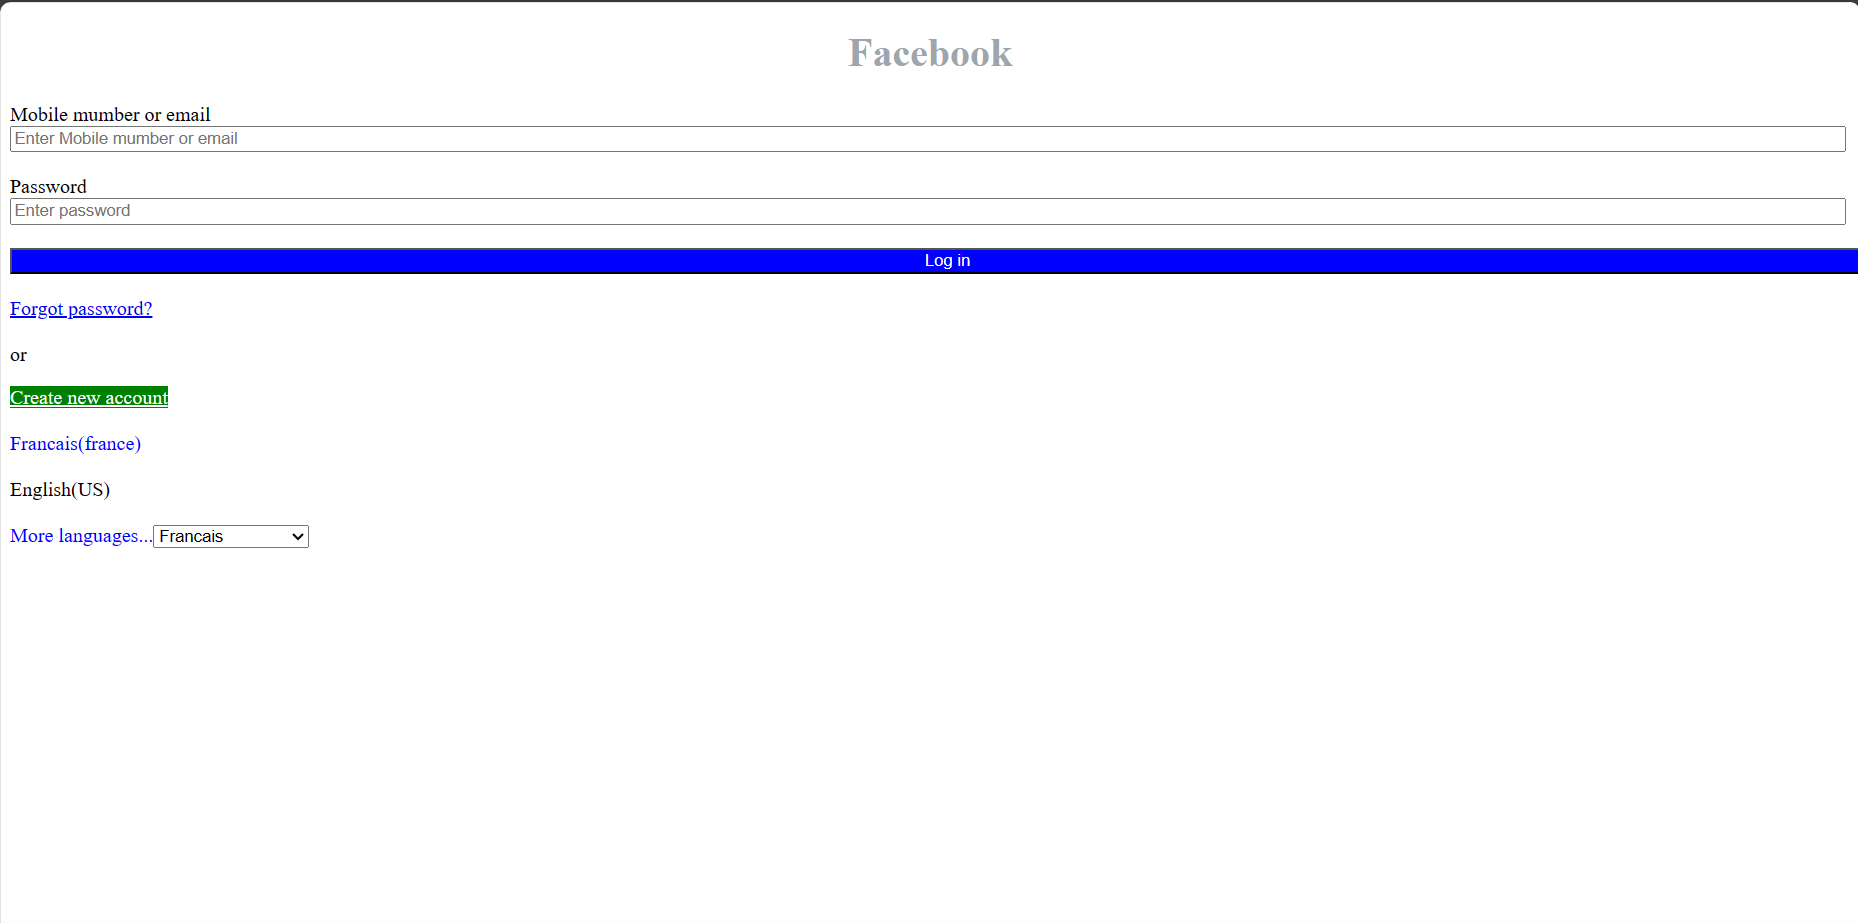 Facebook
Mobile mumber or email
Enter Mobile mumber or email
Password
Enter password
Log in
Forgot password?
or
Create new account
Francais(france)
English(US)
More languages...Francais